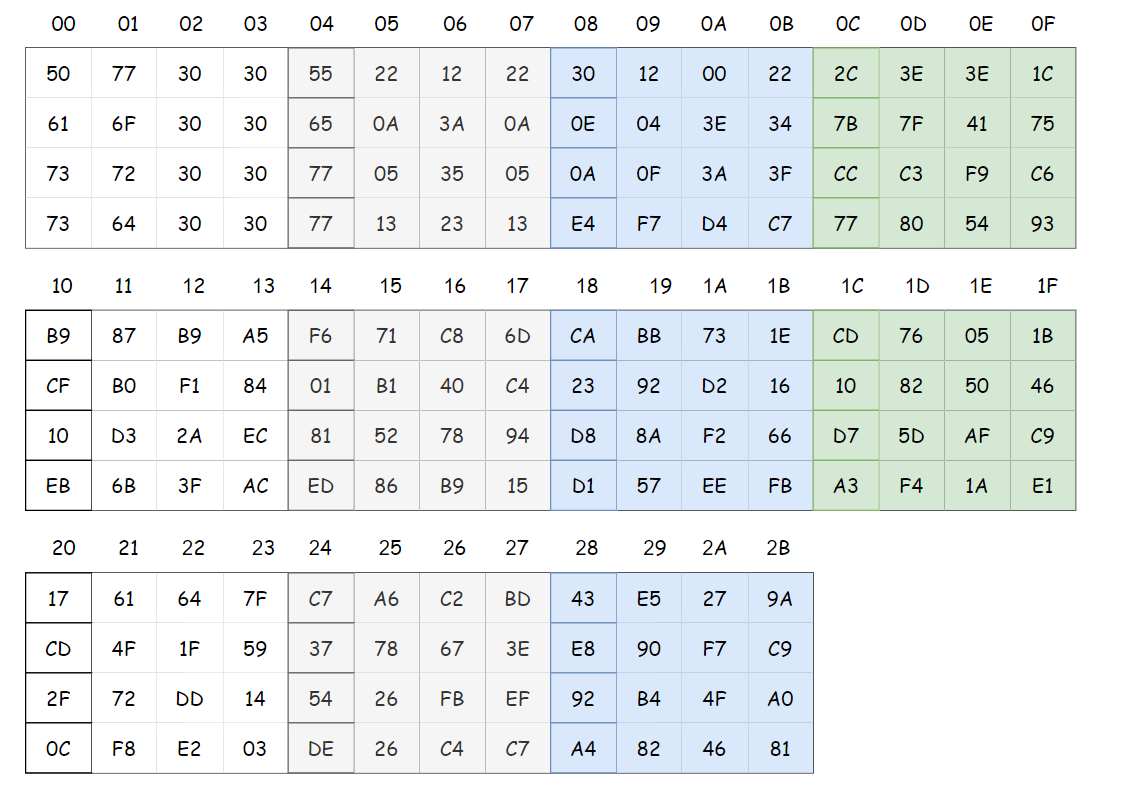 00 01 02 03 04 05 06 07 08 09 0A 0B 0C 0D 0E 0F
50 77 30 30 55 22 12 22 30 12 00 22 2C 3E 3E 1C
61 6F 30 30 65 0A 3A 0A 0E 04 3E 34 7B 7F 41 75
73 72 30 30 77 05 35 05 0A 0F 3A 3F CC C3 F9 C6
73 64 30 30 77 13 23 13 E4 F7 D4 C7 77 80 54 93
10 11 12 13 14 15 16 17 18 19 1A 1B 1C 1D 1E 1F
B9 87 B9 A5 F6 71 C8 6D CA BB 73 1E CD 76 05 1B
CF B0 F1 84 01 B1 40 C4 23 92 D2 16 10 82 50 46
10 D3 2A EC 81 52 78 94 D8 8A F2 66 D7 5D AF C9
EB 6B 3F AC ED 86 B9 15 D1 57 EE FB A3 F4 1A E1
20 21 22 23 24 25 26 27 28 29 2A 2B
17 61 64 7F C7 A6 C2 BD 43 E5 27 9A
CD 4F 1F 59 37 78 67 3E E8 90 F7 C9
2F 72 DD 14 54 26 FB EF 92 B4 4F A0
0C F8 E2 03 DE 26 C4 C7 A4 82 46 81